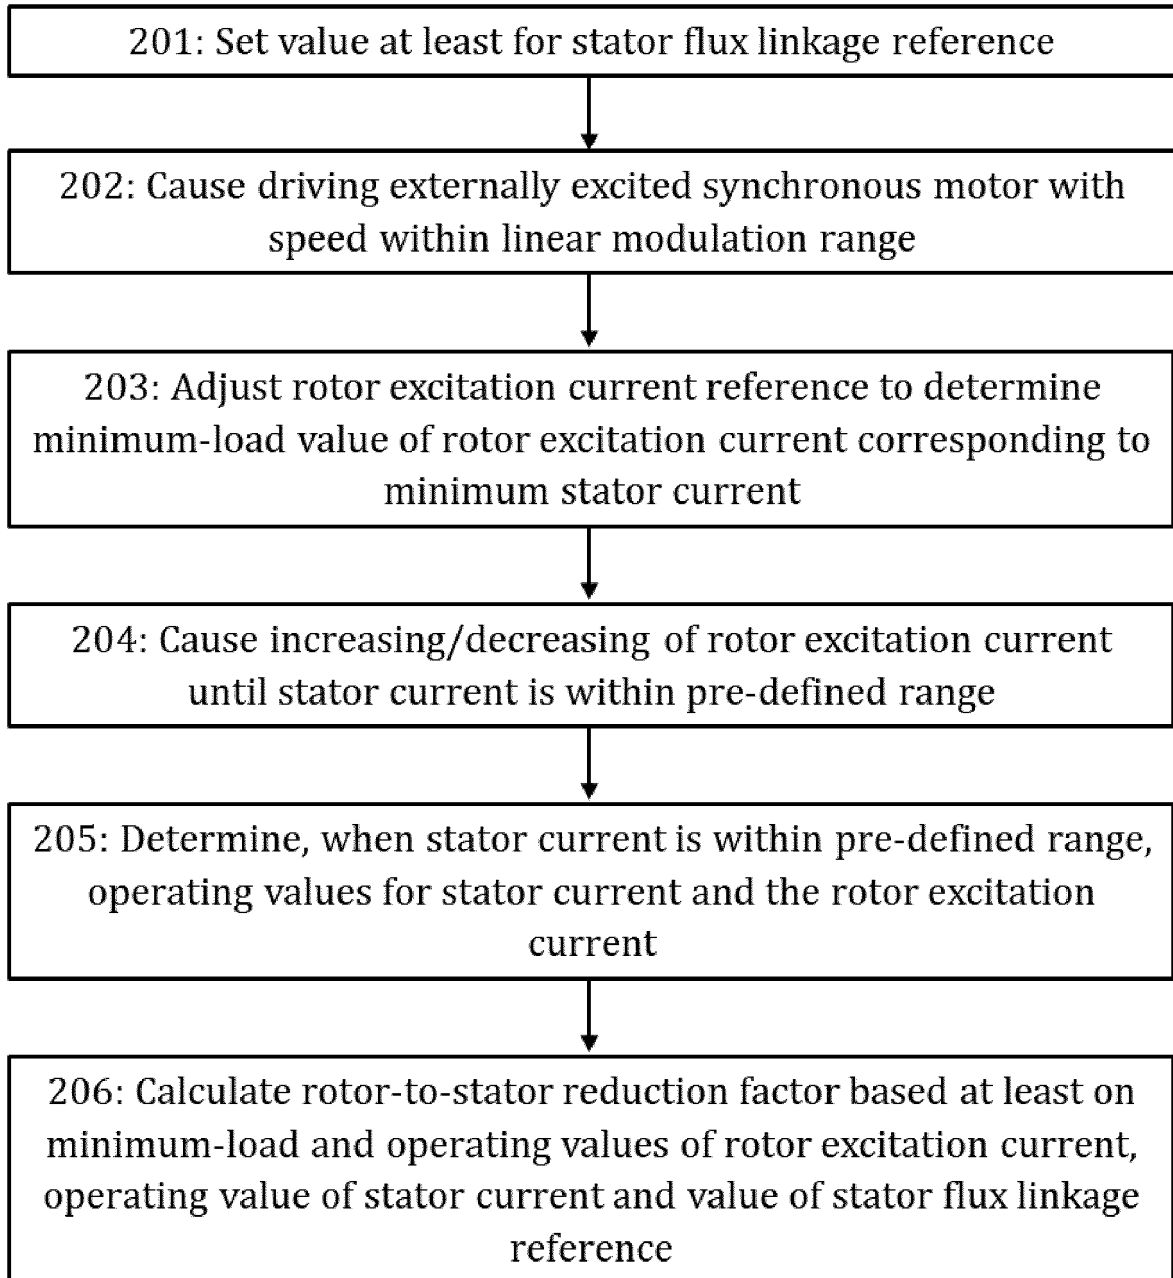 201: Set value at least for stator flux linkage reference
202: Cause driving externally excited synchronous motor with
speed within linear modulation range
203: Adjust rotor excitation current reference to determine
minimum-load value of rotor excitation current corresponding to
minimum stator current
204: Cause increasing/decreasing of rotor excitation current
until stator current is within pre-defined range
205: Determine, when stator current is within pre-defined range,
operating values for stator current and the rotor excitation
current
206: Calculate rotor-to-stator reduction factor based at least on
minimum-load and operating values of rotor excitation current,
operating value of stator current and value of stator flux linkage
reference